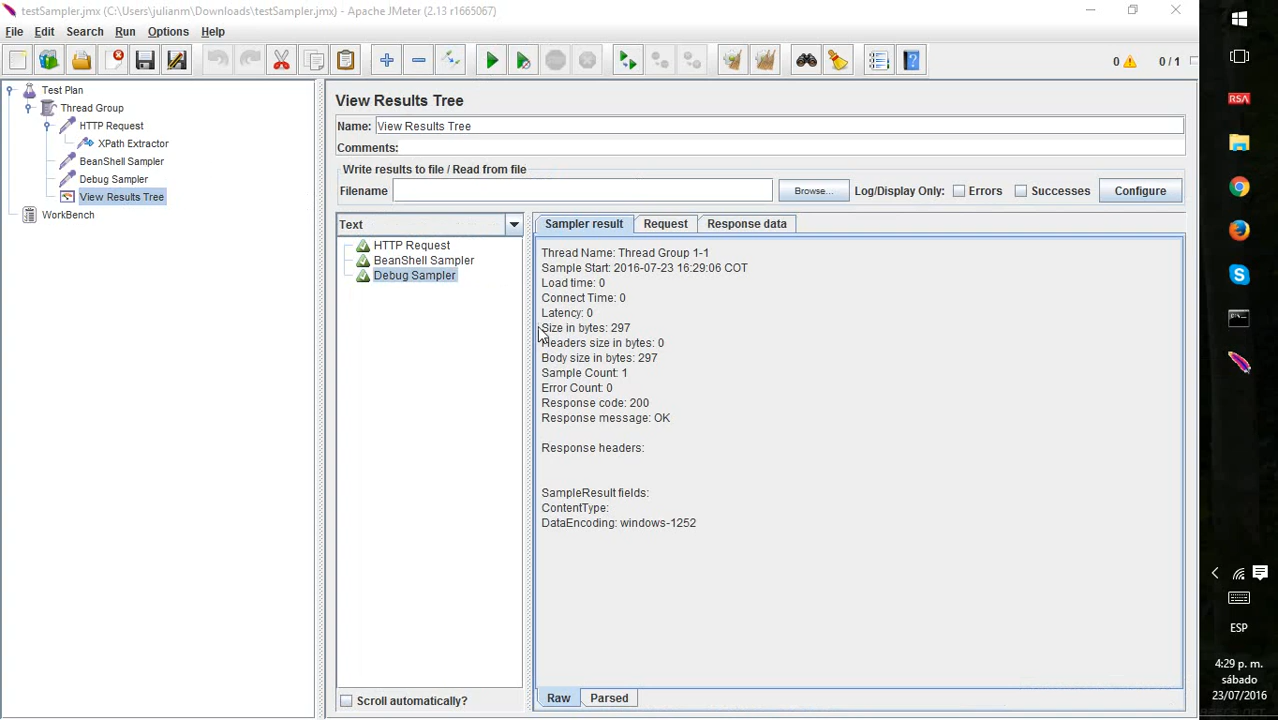 testSampler.jmx (C:\Users\julianm\Downloads\testSampler.jmx) - Apache JMeter (2.13 r1665067)
File Edit Search Run Options Help
0 0 / 1
Test Plan
Thread Group
HTTP Request
XPath Extractor
BeanShell Sampler
Debug Sampler
View Results Tree
WorkBench
View Results Tree
Name: View Results Tree
Comments:
Write results to file / Read from file
Filename Browse... Log/Display Only: Errors Successes Configure
Text
HTTP Request
BeanShell Sampler
Debug Sampler
Scroll automatically?
Sampler result Request Response data
Thread Name: Thread Group 1-1
Sample Start: 2016-07-23 16:29:06 COT
Load time: 0
Connect Time: 0
Latency: 0
Size in bytes: 297
Headers size in bytes: 0
Body size in bytes: 297
Sample Count: 1
Error Count: 0
Response code: 200
Response message: OK
Response headers:
SampleResult fields:
ContentType:
DataEncoding: windows-1252
Raw Parsed
RSA
ESP
4:29 p. m.
sábado
23/07/2016